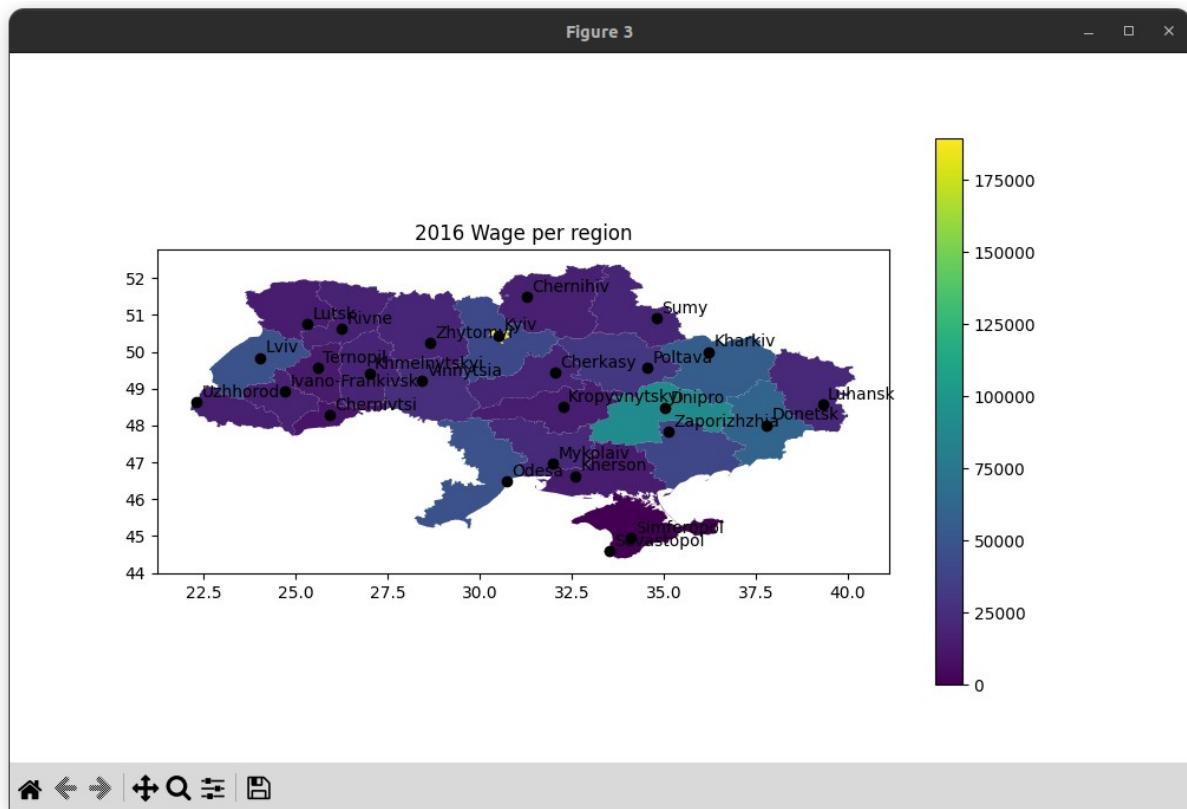 Figure 3
2016 Wage per region
175000
150000
125000
100000
75000
50000
25000
0
52
51
50
49
48
47
46
45
44
22.5 25.0 27.5 30.0 32.5 35.0 37.5 40.0
Chernihiv
Sumy
Lutsk
Rivne
Kyiv
Zhytomyr
Kharkiv
Lviv
Ternopil
Khmelnytskyi
Vinnytsia
Cherkasy
Poltava
Uzhhorod
Ivano-Frankivsk
Chernivtsi
Kropyvnytskyi
Dnipro
Luhansk
Zaporizhzhia
Donetsk
Mykolaiv
Kherson
Odesa
Simferopol
Sevastopol